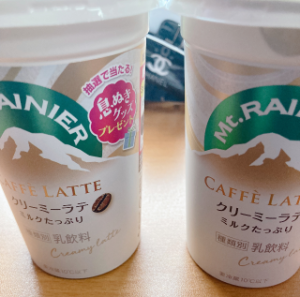 抽選で当たる!
息ぬき
グッズ
プレゼント
RAINIER
CAFFÈ LATTE
クリーミーラテ
ミルクたっぷり
種類別 乳飲料
Creamy latte
Mt. RAIN
CAFFÈ LAT
クリーミーラテ
ミルクたっぷり
種類別 乳飲料
Creamy la